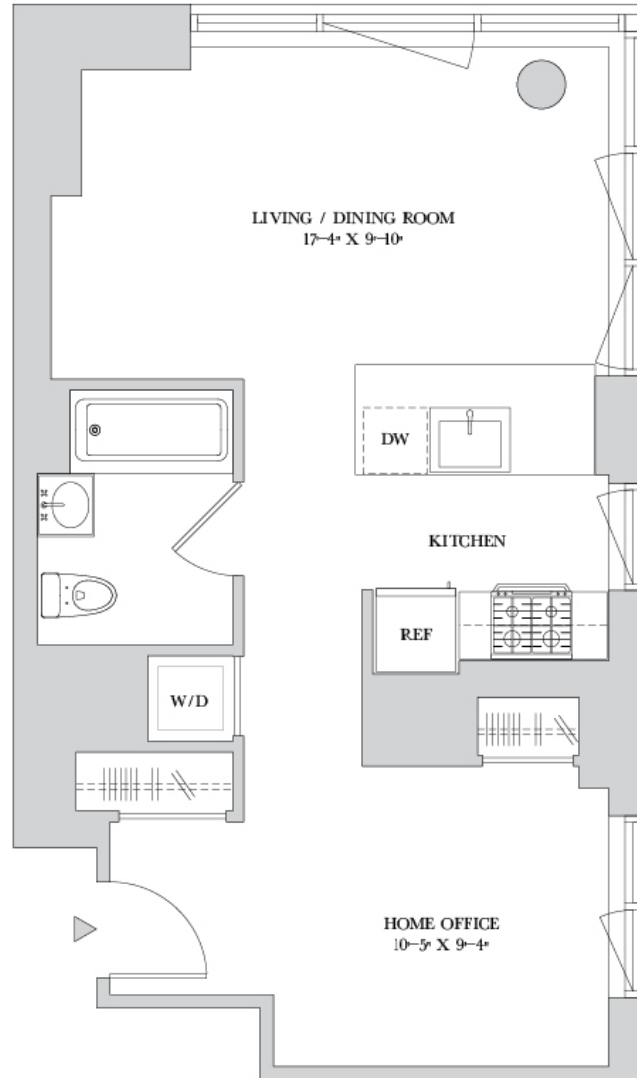 LIVING / DINING ROOM
17'-4" X 9'-10"
DW
KITCHEN
REF
W/D
HOME OFFICE
10'-5" X 9'-4"